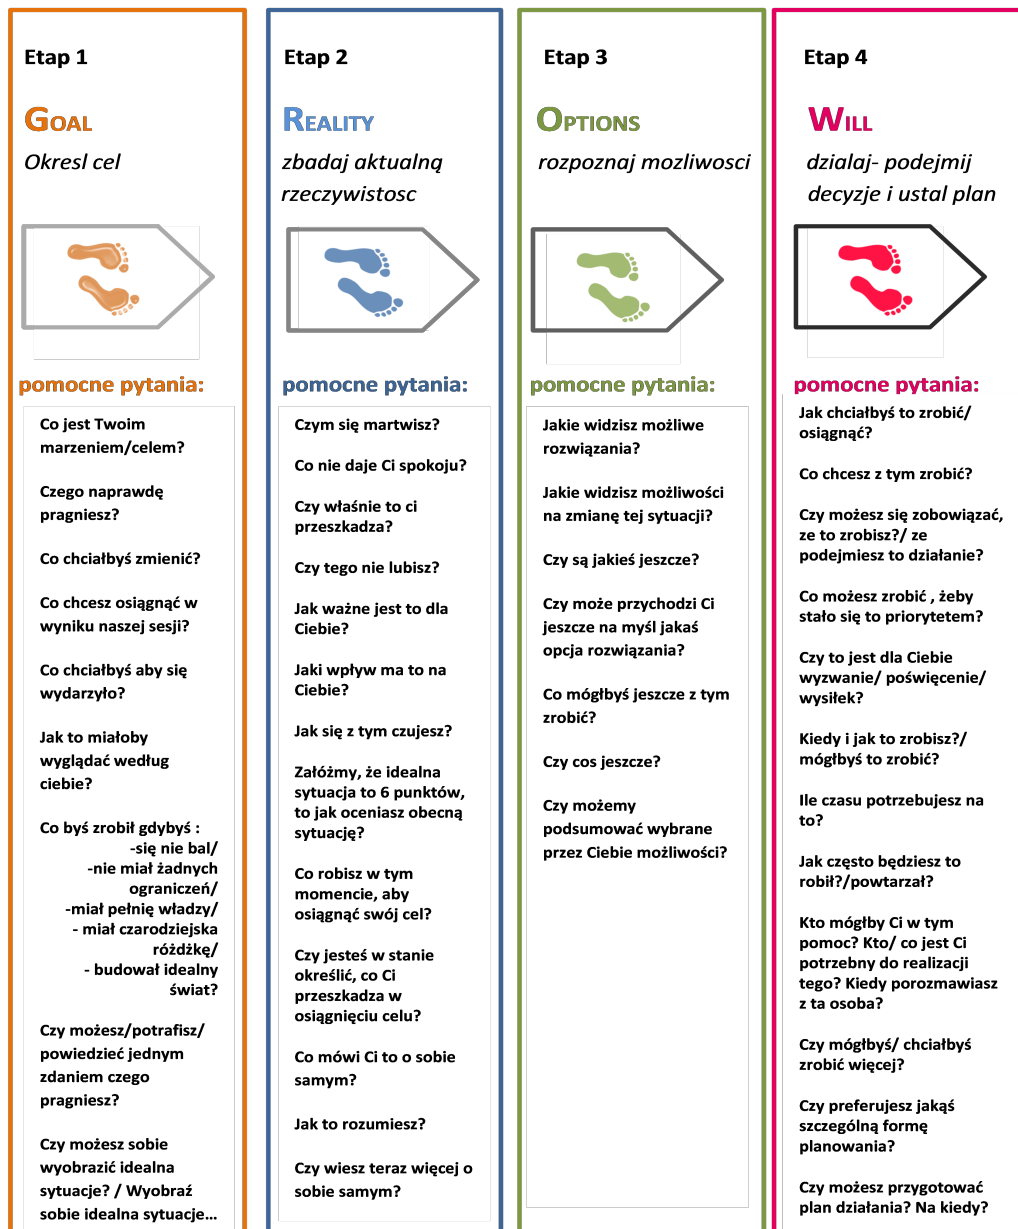 Etap 1
GOAL
Okresl cel
pomocne pytania:
Co jest Twoim
marzeniem/celem?
Czego naprawdę
pragniesz?
Co chciałbyś zmienić?
Co chcesz osiągnąć w
wyniku naszej sesji?
Co chciałbyś aby się
wydarzyło?
Jak to miałoby
wyglądać według
ciebie?
Co byś zrobił gdybyś :
-się nie bal/
-nie miał żadnych
ograniczeń/
-miał pełnię władzy/
- miał czarodziejska
różdżkę/
- budował idealny
świat?
Czy możesz/potrafisz/
powiedzieć jednym
zdaniem czego
pragniesz?
Czy możesz sobie
wyobrazić idealna
sytuacje? / Wyobraź
sobie idealna sytuacje...
Etap 2
REALITY
zbadaj aktualną
rzeczywistosc
pomocne pytania:
Czym się martwisz?
Co nie daje Ci spokoju?
Czy właśnie to ci
przeszkadza?
Czy tego nie lubisz?
Jak ważne jest to dla
Ciebie?
Jaki wpływ ma to na
Ciebie?
Jak się z tym czujesz?
Załóżmy, że idealna
sytuacja to 6 punktów,
to jak oceniasz obecną
sytuację?
Co robisz w tym
momencie, aby
osiągnąć swój cel?
Czy jesteś w stanie
określić, co Ci
przeszkadza w
osiągnięciu celu?
Co mówi Ci to o sobie
samym?
Jak to rozumiesz?
Czy wiesz teraz więcej o
sobie samym?
Etap 3
OPTIONS
rozpoznaj mozliwosci
pomocne pytania:
Jakie widzisz możliwe
rozwiązania?
Jakie widzisz możliwości
na zmianę tej sytuacji?
Czy są jakieś jeszcze?
Czy może przychodzi Ci
jeszcze na myśl jakaś
opcja rozwiązania?
Co mógłbyś jeszcze z tym
zrobić?
Czy cos jeszcze?
Czy możemy
podsumować wybrane
przez Ciebie możliwości?
Etap 4
WILL
dzialaj- podejmij
decyzje i ustal plan
pomocne pytania:
Jak chciałbyś to zrobić/
osiągnąć?
Co chcesz z tym zrobić?
Czy możesz się zobowiązać,
ze to zrobisz?/ ze
podejmiesz to działanie?
Co możesz zrobić , żeby
stało się to priorytetem?
Czy to jest dla Ciebie
wyzwanie/ poświęcenie/
wysiłek?
Kiedy i jak to zrobisz?/
mógłbyś to zrobić?
Ile czasu potrzebujesz na
to?
Jak często będziesz to
robił?/powtarzał?
Kto mógłby Ci w tym
pomoc? Kto/ co jest Ci
potrzebny do realizacji
tego? Kiedy porozmawiasz
z ta osoba?
Czy mógłbyś/ chciałbyś
zrobić więcej?
Czy preferujesz jakąś
szczególną formę
planowania?
Czy możesz przygotować
plan działania? Na kiedy?